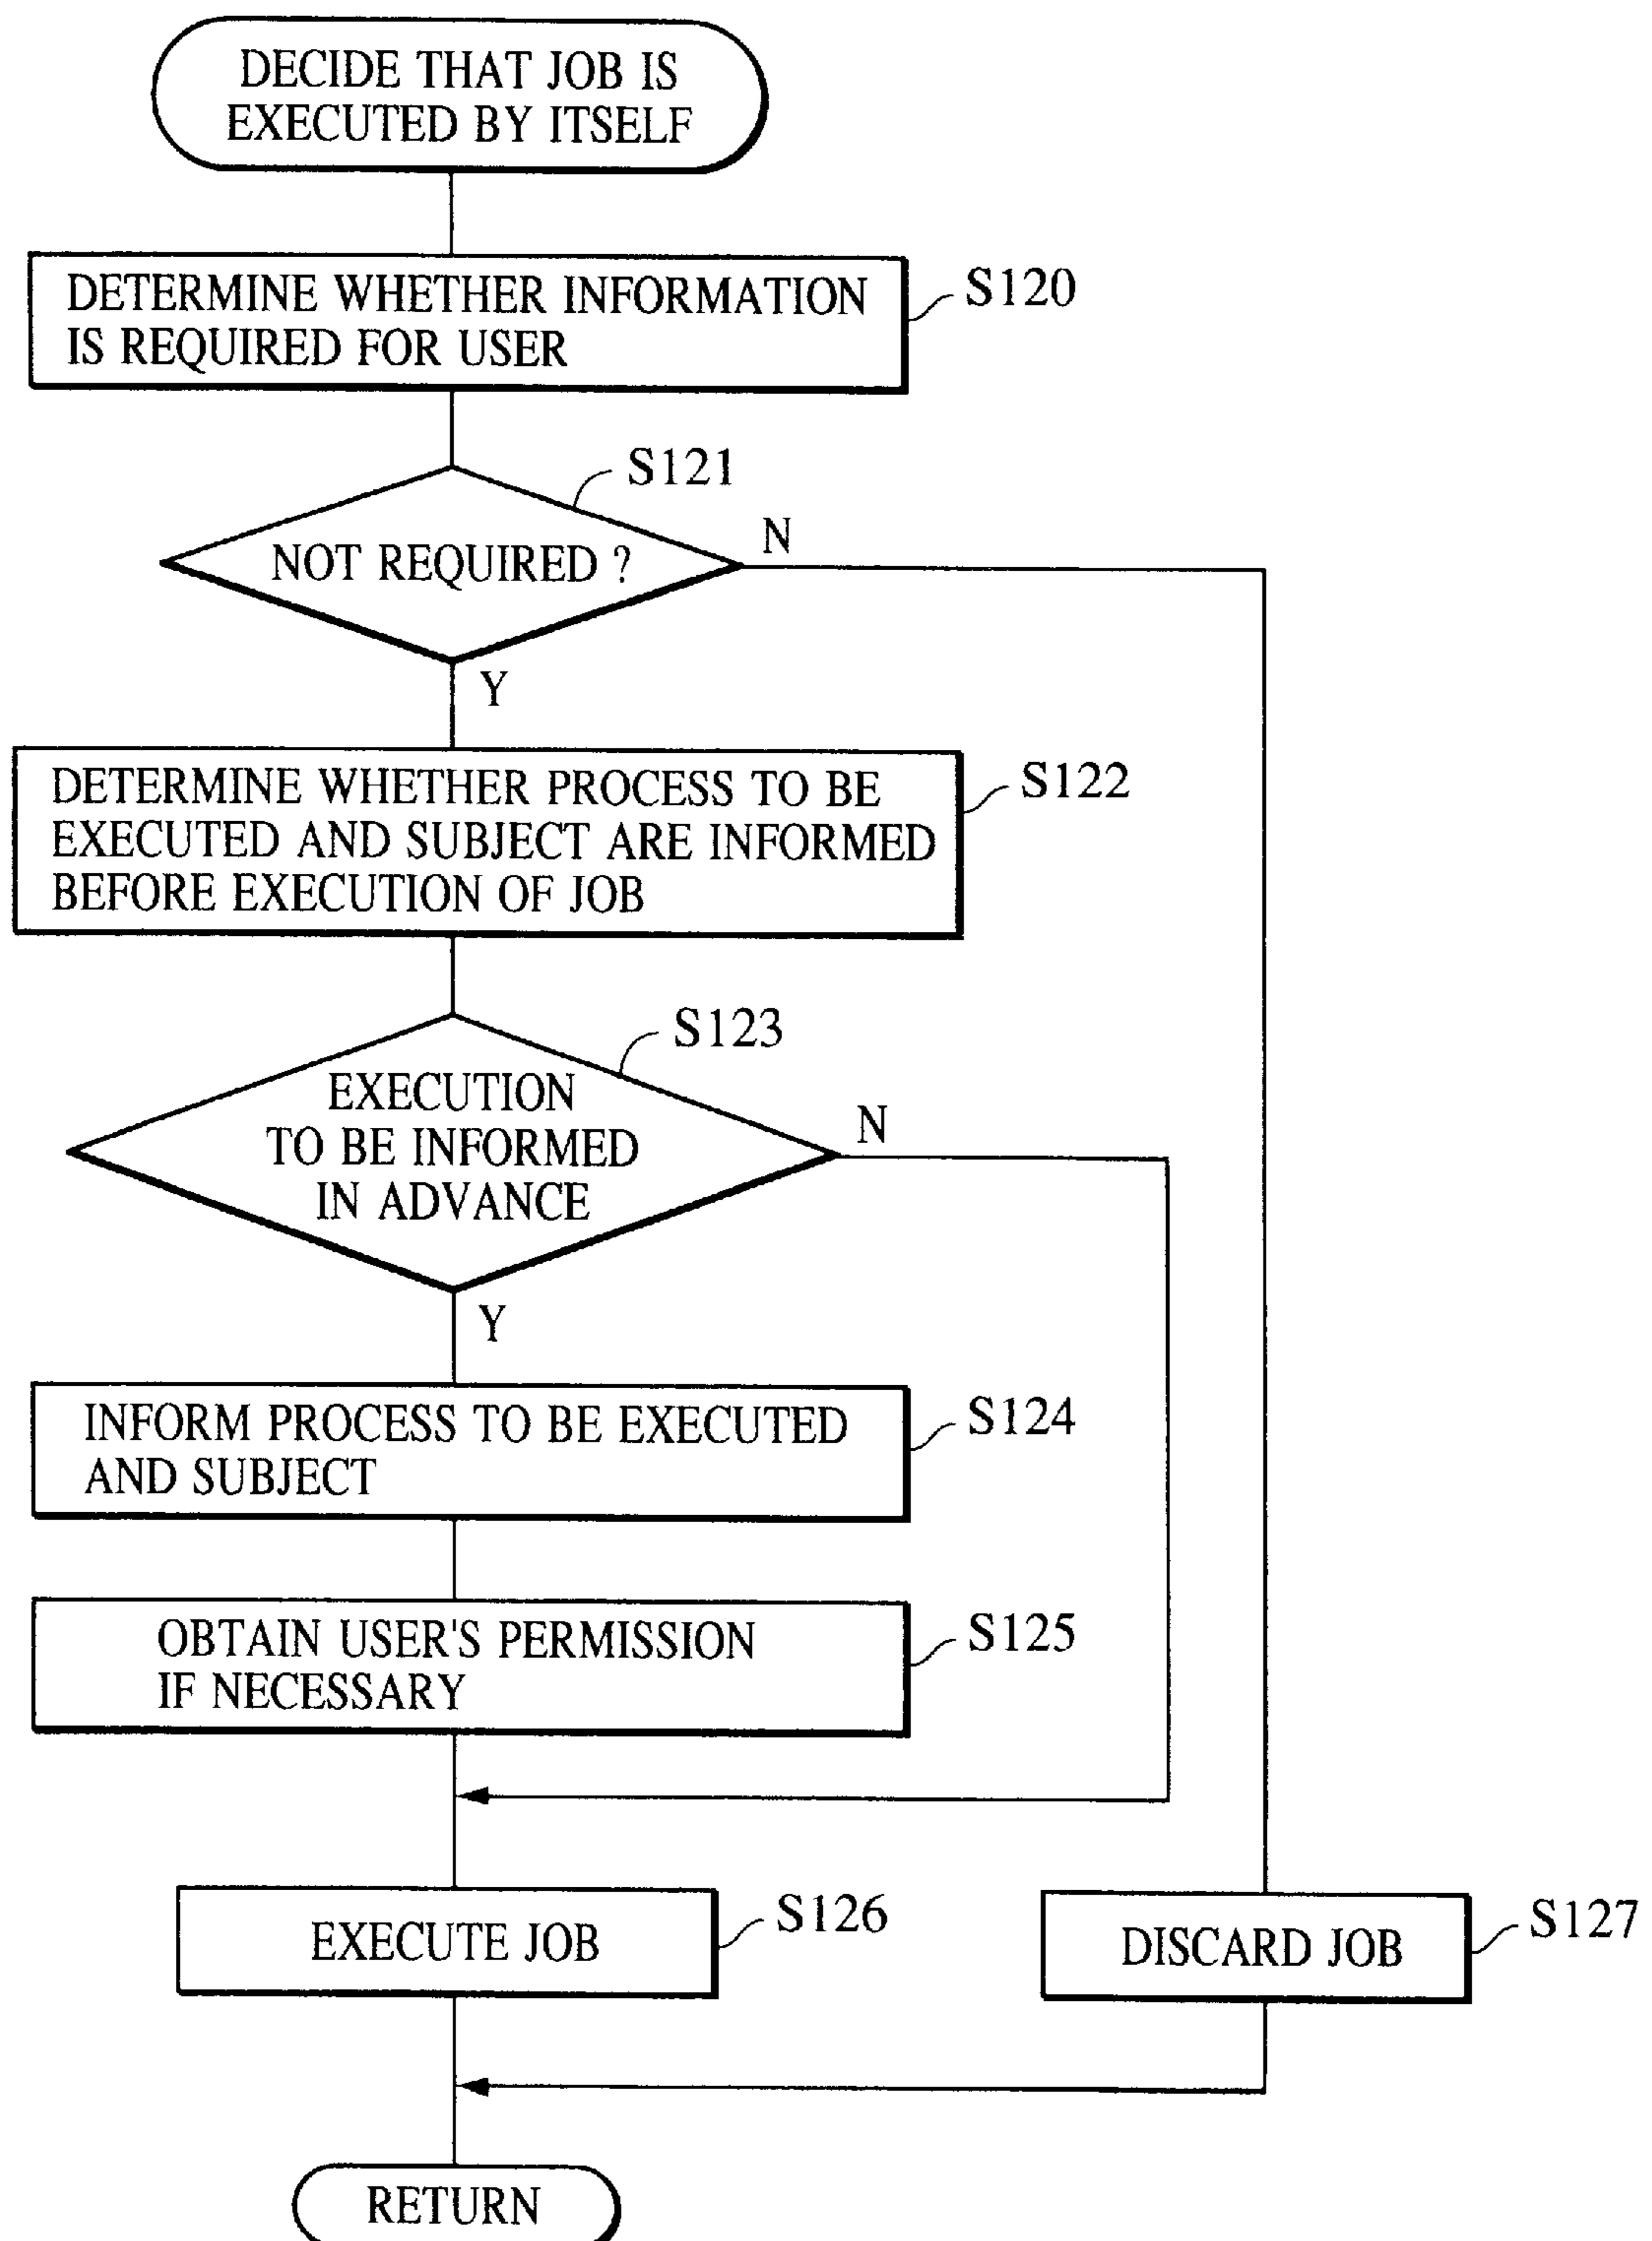 DECIDE THAT JOB IS
EXECUTED BY ITSELF
DETERMINE WHETHER INFORMATION
IS REQUIRED FOR USER
S120
S121
NOT REQUIRED ?
N
Y
DETERMINE WHETHER PROCESS TO BE
EXECUTED AND SUBJECT ARE INFORMED
BEFORE EXECUTION OF JOB
S122
S123
EXECUTION
TO BE INFORMED
IN ADVANCE
N
Y
INFORM PROCESS TO BE EXECUTED
AND SUBJECT
S124
OBTAIN USER'S PERMISSION
IF NECESSARY
S125
EXECUTE JOB
S126
DISCARD JOB
S127
RETURN